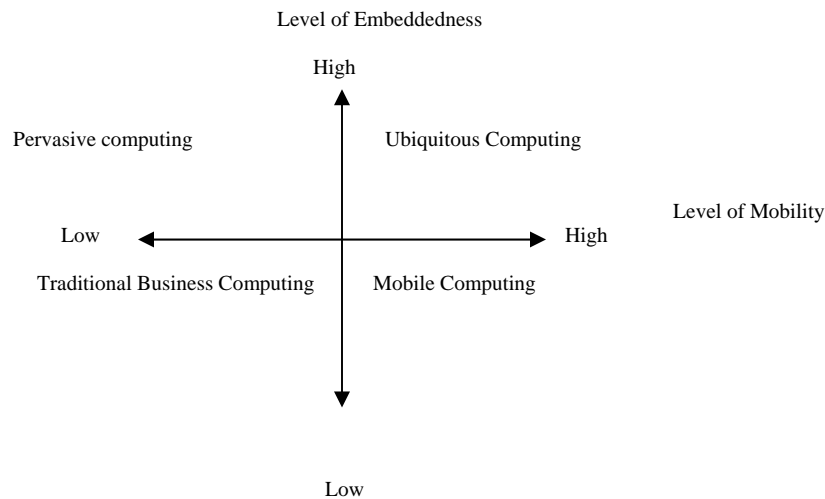 Level of Embeddedness
High
Pervasive computing
Ubiquitous Computing
Level of Mobility
Low
High
Traditional Business Computing
Mobile Computing
Low